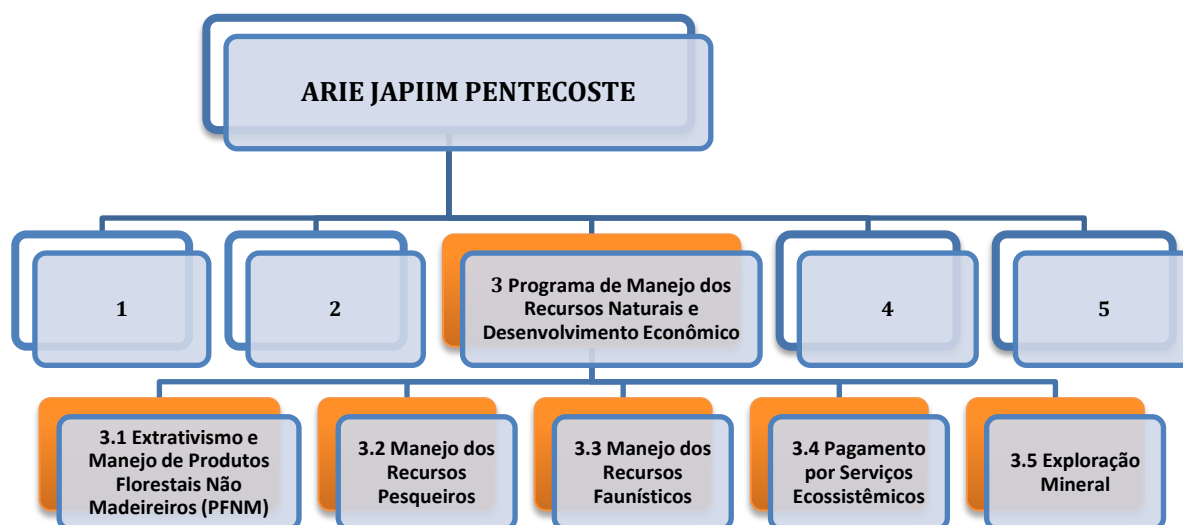 ARIE JAPIIM PENTECOSTE
1
2
3 Programa de Manejo dos
Recursos Naturais e
Desenvolvimento Econômico
4
5
3.1 Extrativismo e
Manejo de Produtos
Florestais Não
Madeireiros (PFNM)
3.2 Manejo dos
Recursos
Pesqueiros
3.3 Manejo dos
Recursos
Faunísticos
3.4 Pagamento
por Serviços
Ecossistêmicos
3.5 Exploração
Mineral